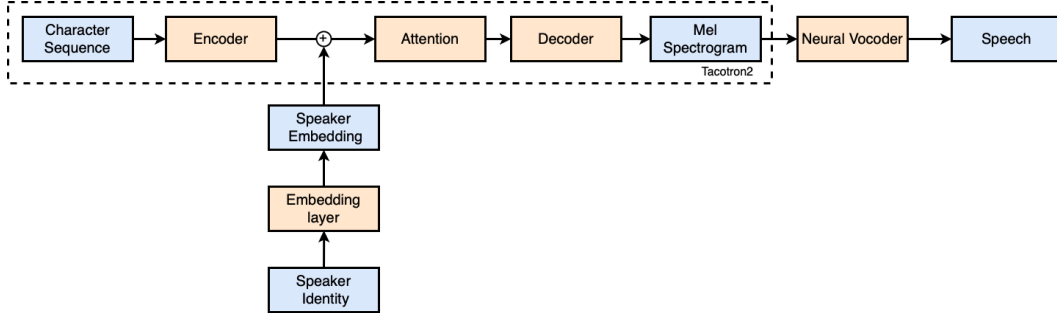 Character
Sequence
Encoder
+
Attention
Decoder
Mel
Spectrogram
Neural Vocoder
Speech
Tacotron2
Speaker
Embedding
Embedding
layer
Speaker
Identity